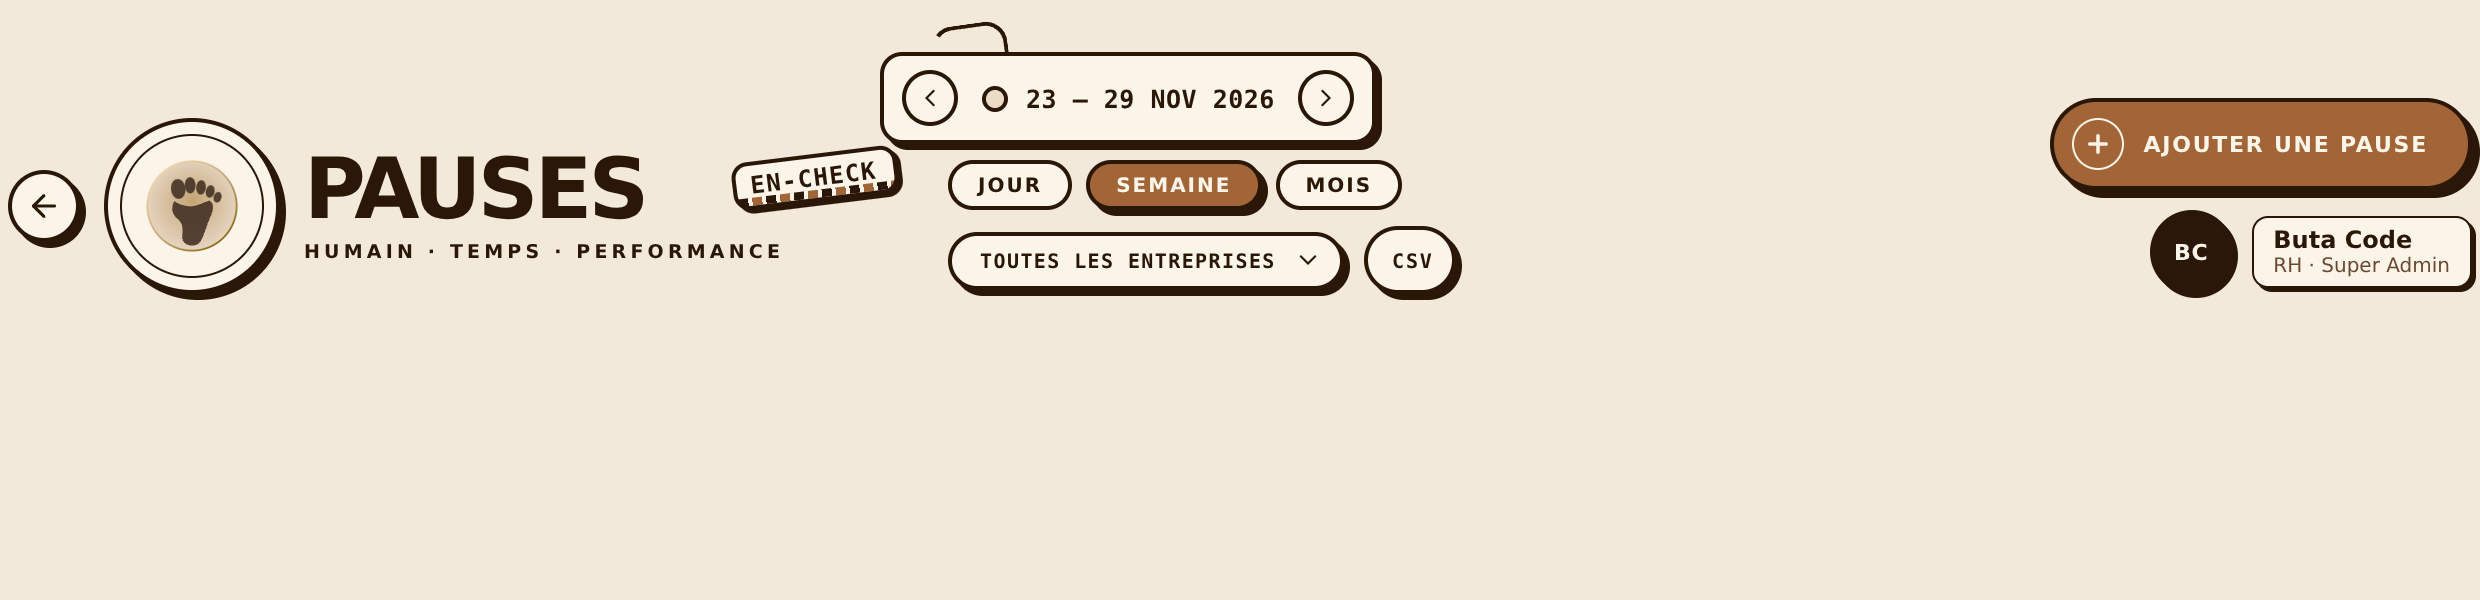 PAUSES
HUMAIN · TEMPS · PERFORMANCE
EN-CHECK
23 – 29 NOV 2026
JOUR
SEMAINE
MOIS
TOUTES LES ENTREPRISES
CSV
AJOUTER UNE PAUSE
BC
Buta Code
RH · Super Admin